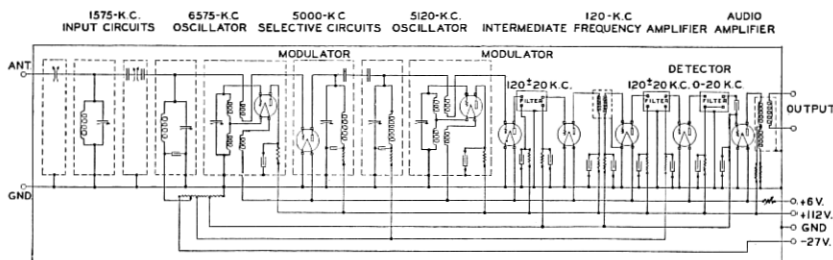 1575-K.C. 6575-K.C 5000-K.C 5120-K.C. 120-K.C AUDIO
INPUT CIRCUITS OSCILLATOR SELECTIVE CIRCUITS OSCILLATOR INTERMEDIATE FREQUENCY AMPLIFIER AMPLIFIER
MODULATOR MODULATOR
DETECTOR
ANT.
120±20 K.C. 120±20 K.C. 0-20 K.C.
FILTER FILTER FILTER
OUTPUT
GND
+6V.
+112V.
GND
-27V.